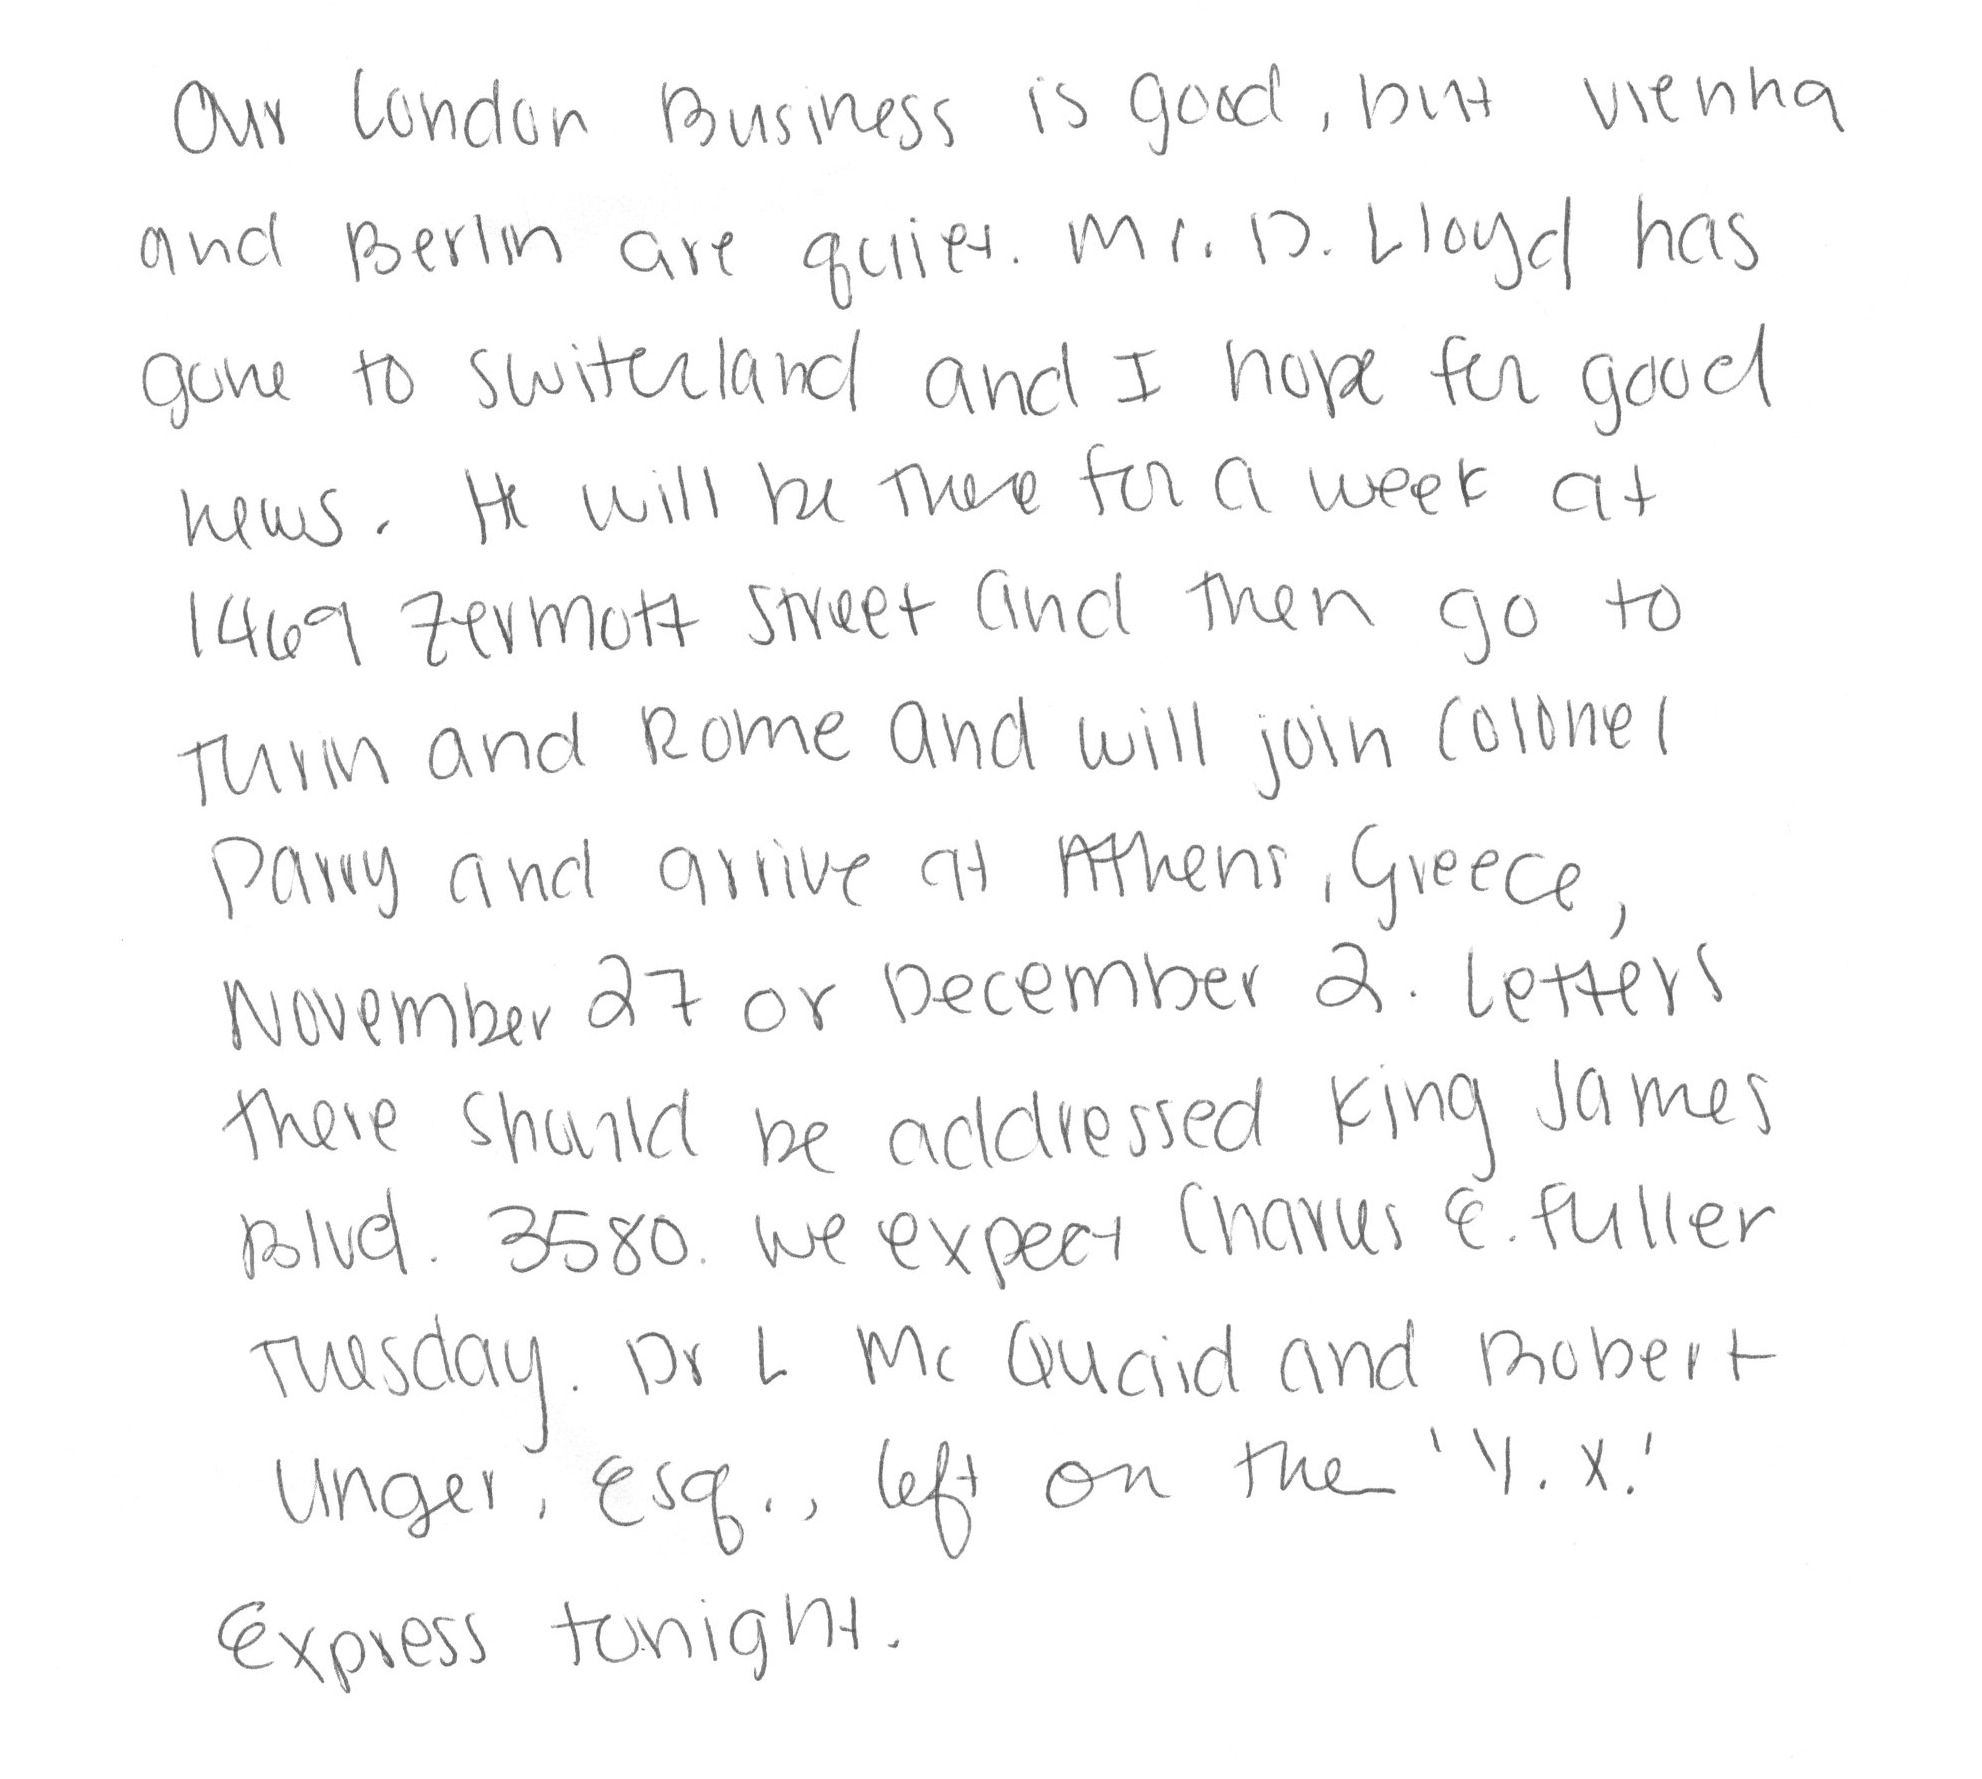 Our London Business is good, but Vienna
and Berlin are quiet. Mr. D. Lloyd has
gone to Switerland and I hope for good
news. He will be there for a week at
1469 Zermott Street and then go to
Turin and Rome and will join Colonel
Parry and arrive at Athens, Greece,
November 27 or December 2. Letters
there should be addressed King James
Blvd. 3580. We expect Charles E. Fuller
Tuesday. Dr L McQuaid and Robert
Unger, Esq., left on the 'Y. X.'
Express tonight.